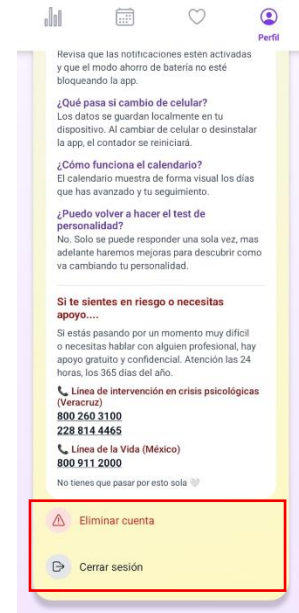 Perfil
Revisa que las notificaciones estén activadas
y que el modo ahorro de batería no esté
bloqueando la app.
¿Qué pasa si cambio de celular?
Los datos se guardan localmente en tu
dispositivo. Al cambiar de celular o desinstalar
la app, el contador se reiniciará.
¿Cómo funciona el calendario?
El calendario muestra de forma visual los días
que has avanzado y tu seguimiento.
¿Puedo volver a hacer el test de
personalidad?
No. Solo se puede responder una sola vez, mas
adelante haremos mejoras para descubrir como
va cambiando tu personalidad.
Si te sientes en riesgo o necesitas
apoyo....
Si estás pasando por un momento muy difícil
o necesitas hablar con alguien profesional, hay
apoyo gratuito y confidencial. Atención las 24
horas, los 365 días del año.
📞 Línea de intervención en crisis psicológicas
(Veracruz)
800 260 3100
228 814 4465
📞 Línea de la Vida (México)
800 911 2000
No tienes que pasar por esto sola 🤍
Eliminar cuenta
Cerrar sesión